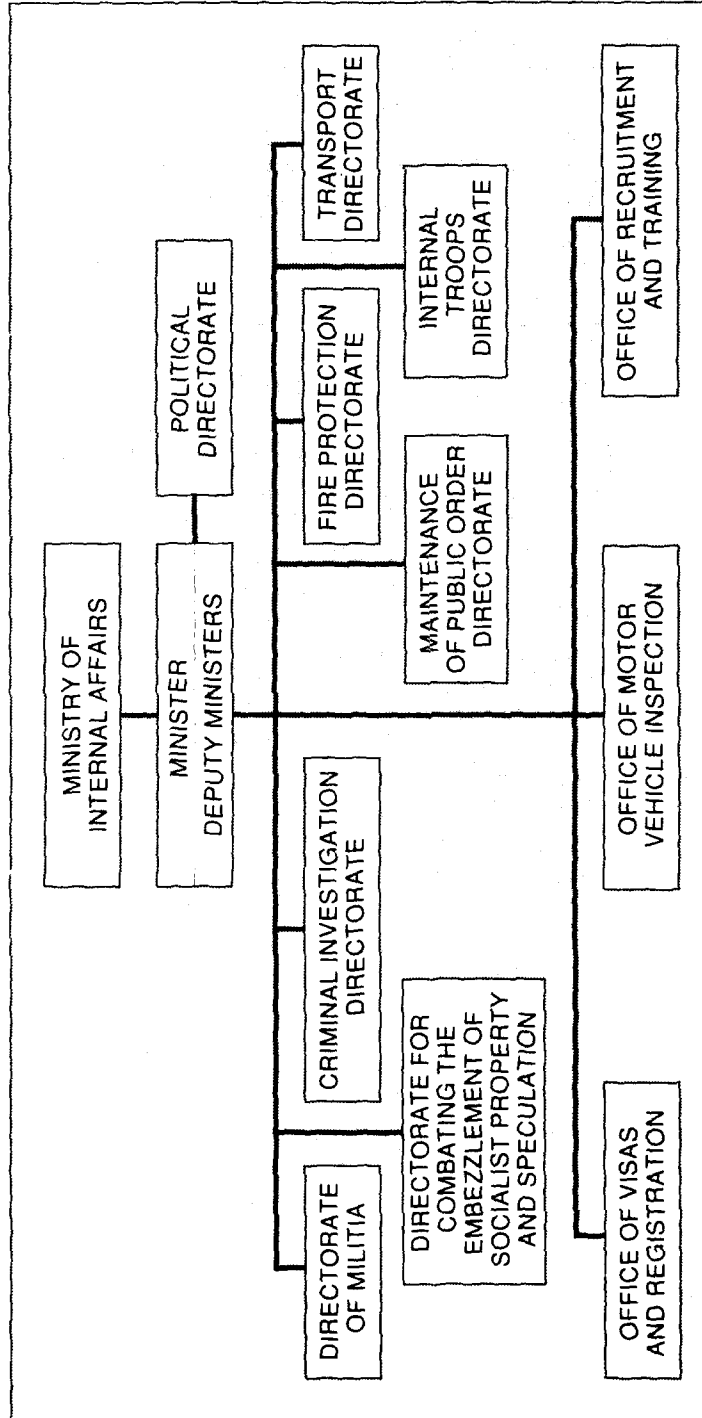 MINISTRY OF
INTERNAL AFFAIRS
MINISTER
DEPUTY MINISTERS
POLITICAL
DIRECTORATE
DIRECTORATE
OF MILITIA
CRIMINAL INVESTIGATION
DIRECTORATE
FIRE PROTECTION
DIRECTORATE
TRANSPORT
DIRECTORATE
DIRECTORATE FOR
COMBATING THE
EMBEZZLEMENT OF
SOCIALIST PROPERTY
AND SPECULATION
MAINTENANCE
OF PUBLIC ORDER
DIRECTORATE
INTERNAL
TROOPS
DIRECTORATE
OFFICE OF VISAS
AND REGISTRATION
OFFICE OF MOTOR
VEHICLE INSPECTION
OFFICE OF RECRUITMENT
AND TRAINING